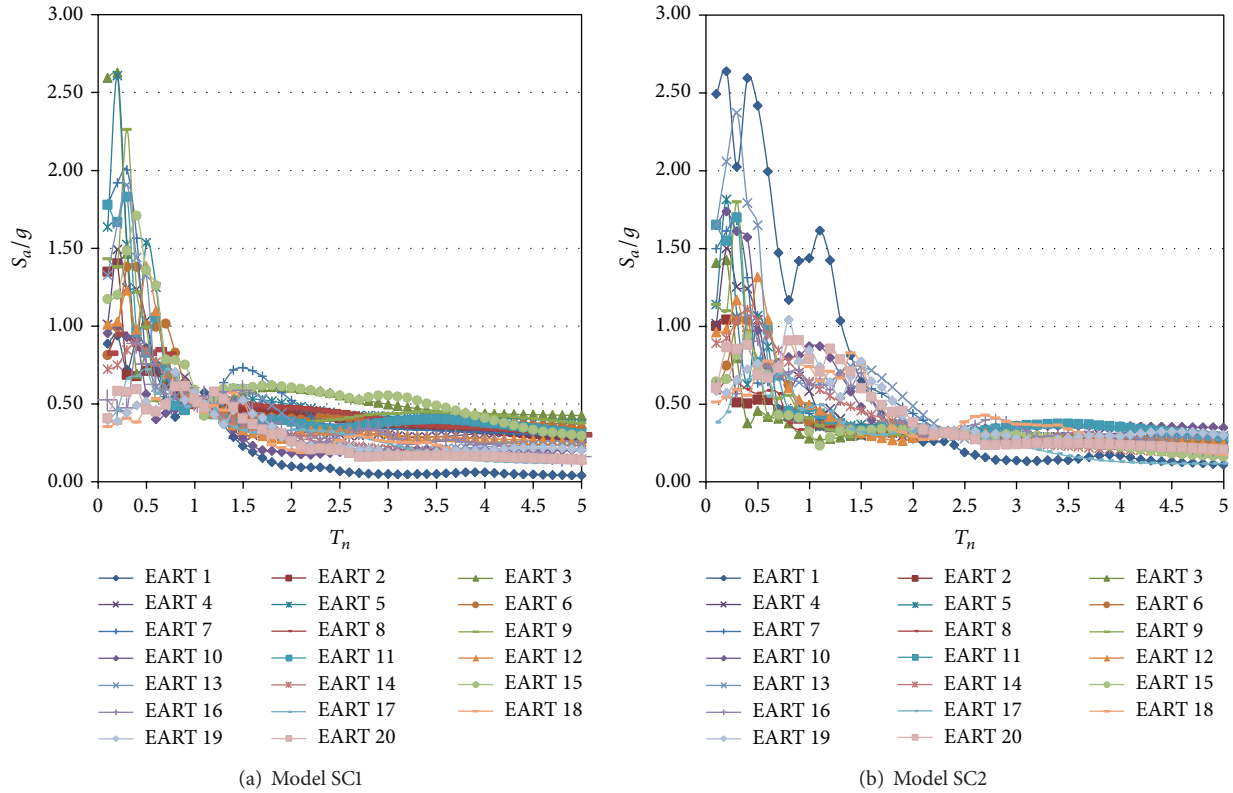 3.00
2.50
2.00
1.50
1.00
0.50
0.00
Sa/g
0 0.5 1 1.5 2 2.5 3 3.5 4 4.5 5
Tn
EART 1 EART 2 EART 3
EART 4 EART 5 EART 6
EART 7 EART 8 EART 9
EART 10 EART 11 EART 12
EART 13 EART 14 EART 15
EART 16 EART 17 EART 18
EART 19 EART 20
(a) Model SC1
3.00
2.50
2.00
1.50
1.00
0.50
0.00
Sa/g
0 0.5 1 1.5 2 2.5 3 3.5 4 4.5 5
Tn
EART 1 EART 2 EART 3
EART 4 EART 5 EART 6
EART 7 EART 8 EART 9
EART 10 EART 11 EART 12
EART 13 EART 14 EART 15
EART 16 EART 17 EART 18
EART 19 EART 20
(b) Model SC2